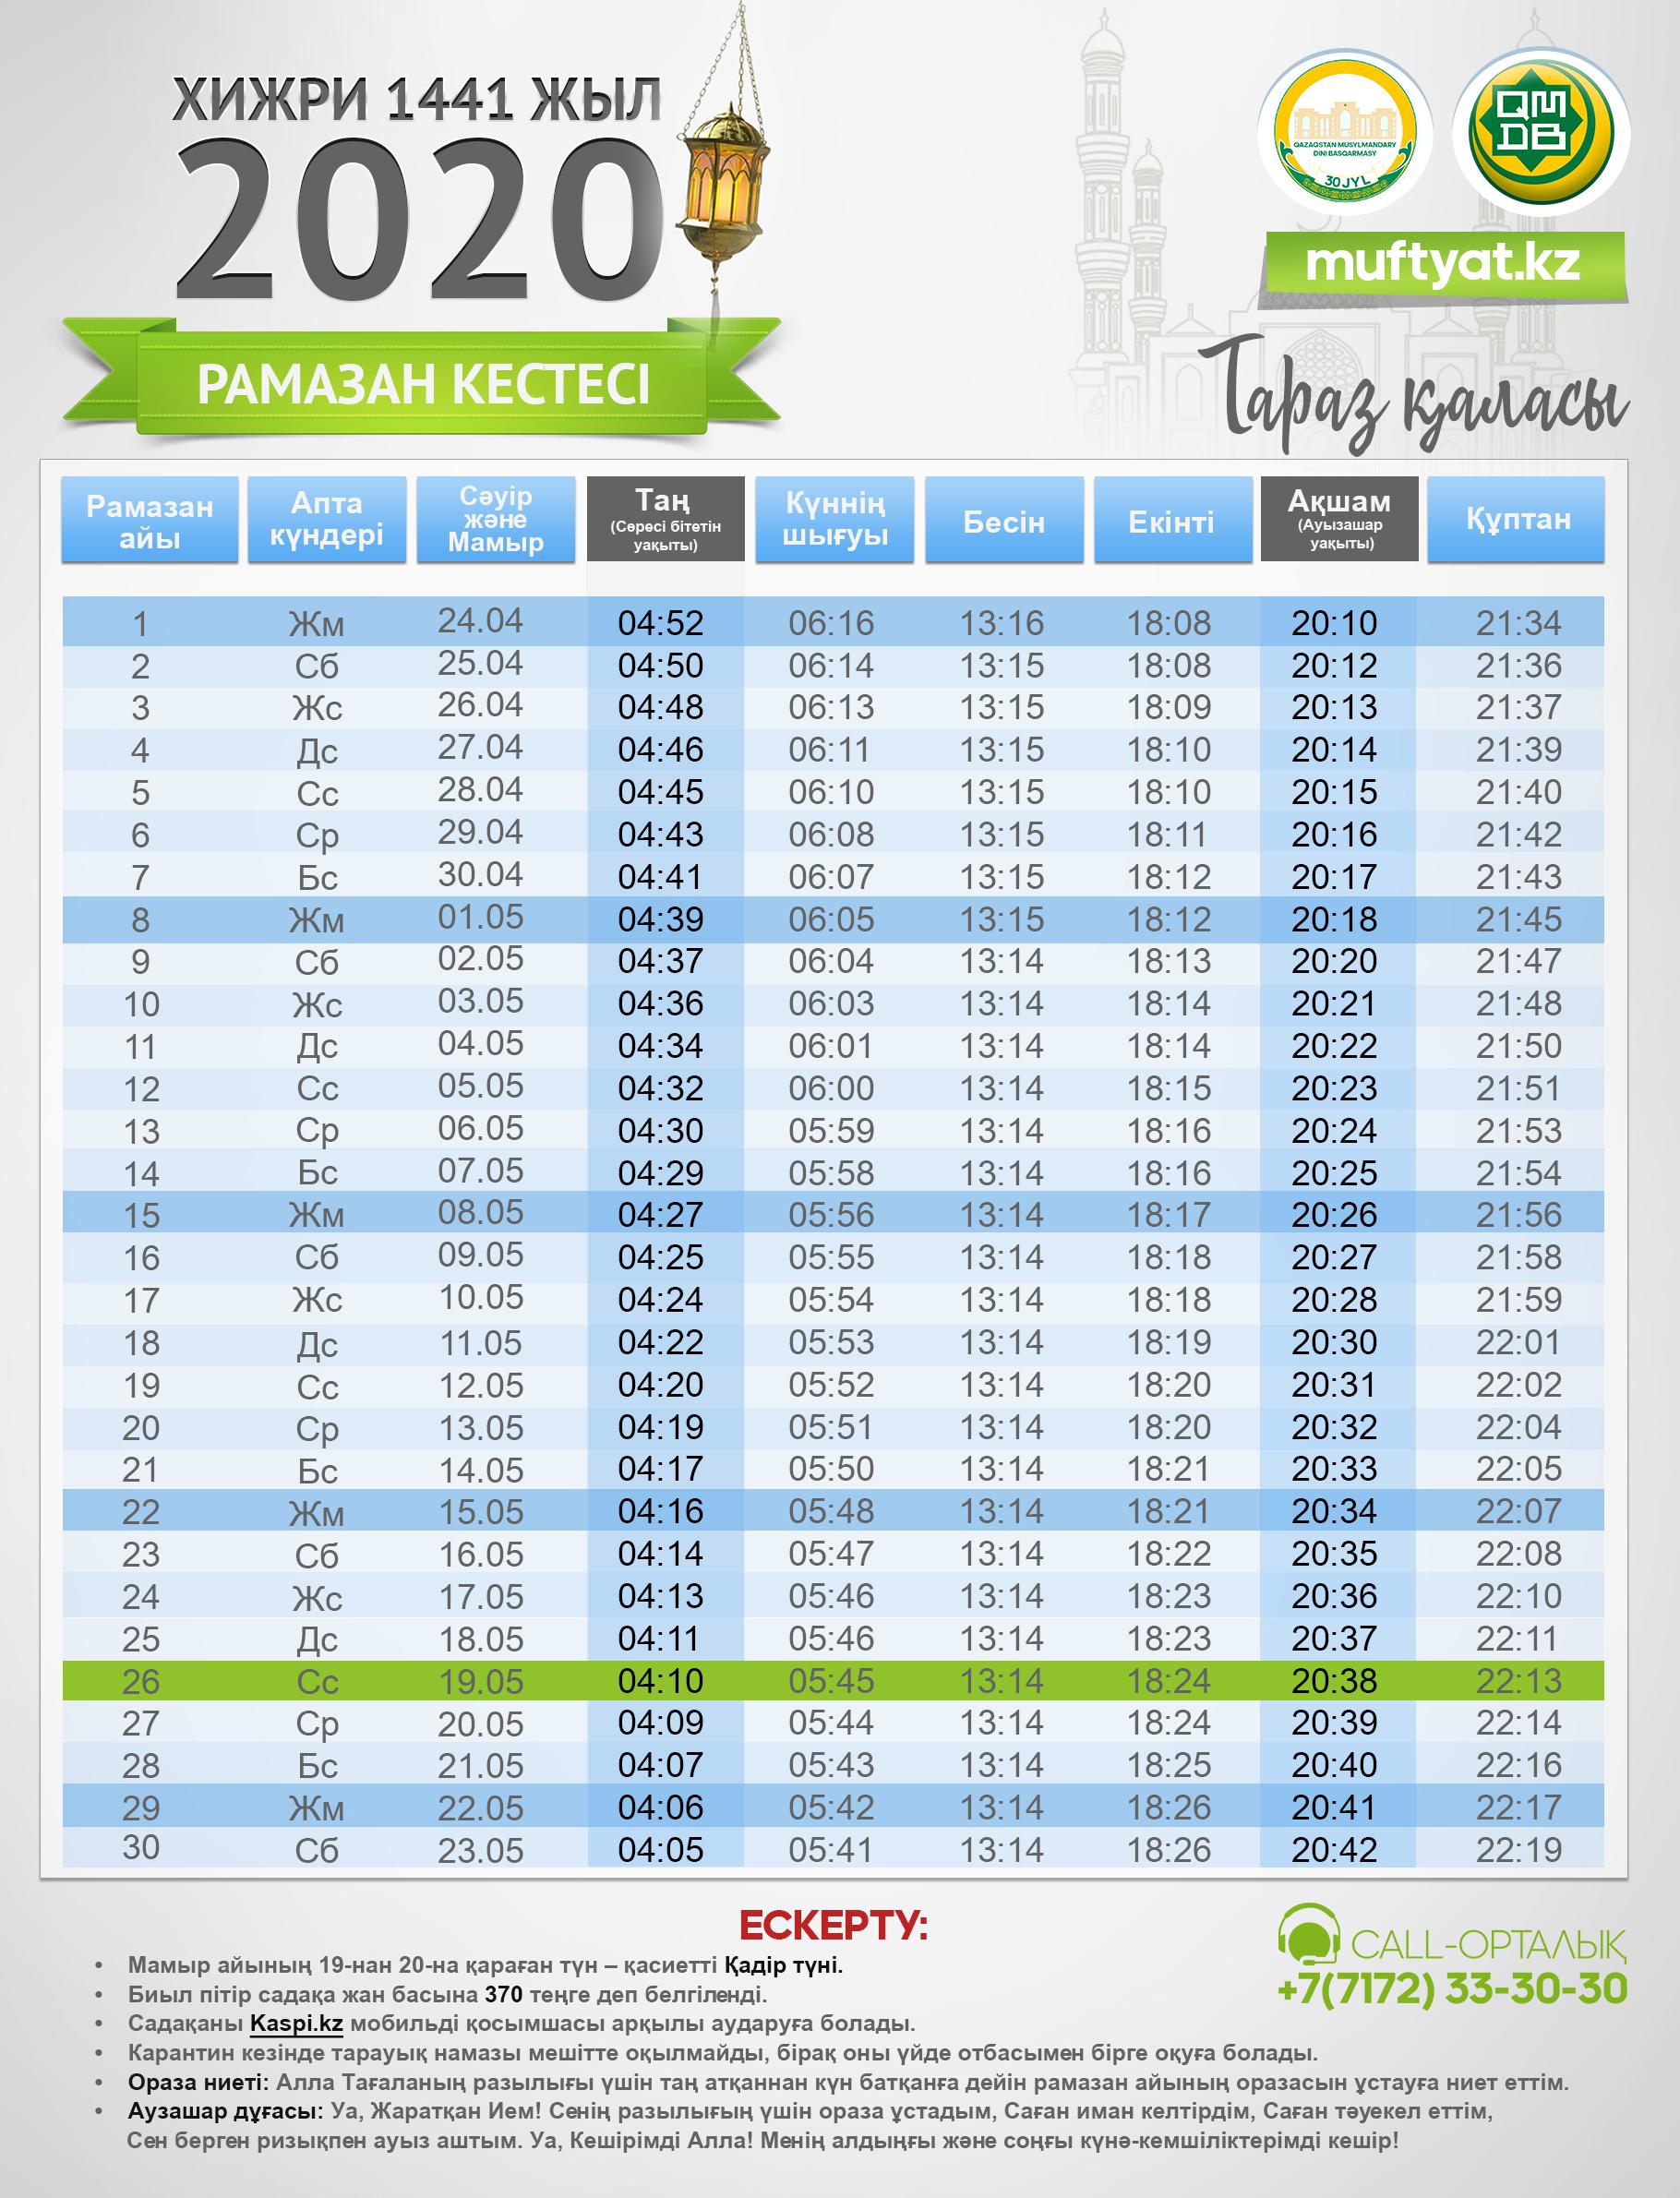 ХИЖРИ 1441 ЖЫЛ
2020
РАМАЗАН КЕСТЕСІ
QAZAQSTAN MUSYLMANDARY
DINI BASQARMASY
30 JYL
QM
DB
muftyat.kz
Тараз қаласы
Рамазан айы Апта күндері Сәуір және Мамыр Таң (Сәресі бітетін уақыты) Күннің шығуы Бесін Екінті Ақшам (Ауызашар уақыты) Құптан
1 Жм 24.04 04:52 06:16 13:16 18:08 20:10 21:34
2 Сб 25.04 04:50 06:14 13:15 18:08 20:12 21:36
3 Жс 26.04 04:48 06:13 13:15 18:09 20:13 21:37
4 Дс 27.04 04:46 06:11 13:15 18:10 20:14 21:39
5 Сс 28.04 04:45 06:10 13:15 18:10 20:15 21:40
6 Ср 29.04 04:43 06:08 13:15 18:11 20:16 21:42
7 Бс 30.04 04:41 06:07 13:15 18:12 20:17 21:43
8 Жм 01.05 04:39 06:05 13:15 18:12 20:18 21:45
9 Сб 02.05 04:37 06:04 13:14 18:13 20:20 21:47
10 Жс 03.05 04:36 06:03 13:14 18:14 20:21 21:48
11 Дс 04.05 04:34 06:01 13:14 18:14 20:22 21:50
12 Сс 05.05 04:32 06:00 13:14 18:15 20:23 21:51
13 Ср 06.05 04:30 05:59 13:14 18:16 20:24 21:53
14 Бс 07.05 04:29 05:58 13:14 18:16 20:25 21:54
15 Жм 08.05 04:27 05:56 13:14 18:17 20:26 21:56
16 Сб 09.05 04:25 05:55 13:14 18:18 20:27 21:58
17 Жс 10.05 04:24 05:54 13:14 18:18 20:28 21:59
18 Дс 11.05 04:22 05:53 13:14 18:19 20:30 22:01
19 Сс 12.05 04:20 05:52 13:14 18:20 20:31 22:02
20 Ср 13.05 04:19 05:51 13:14 18:20 20:32 22:04
21 Бс 14.05 04:17 05:50 13:14 18:21 20:33 22:05
22 Жм 15.05 04:16 05:48 13:14 18:21 20:34 22:07
23 Сб 16.05 04:14 05:47 13:14 18:22 20:35 22:08
24 Жс 17.05 04:13 05:46 13:14 18:23 20:36 22:10
25 Дс 18.05 04:11 05:46 13:14 18:23 20:37 22:11
26 Сс 19.05 04:10 05:45 13:14 18:24 20:38 22:13
27 Ср 20.05 04:09 05:44 13:14 18:24 20:39 22:14
28 Бс 21.05 04:07 05:43 13:14 18:25 20:40 22:16
29 Жм 22.05 04:06 05:42 13:14 18:26 20:41 22:17
30 Сб 23.05 04:05 05:41 13:14 18:26 20:42 22:19
ЕСКЕРТУ:
• Мамыр айының 19-нан 20-на қараған түн – қасиетті Қадір түні.
• Биыл пітір садақа жан басына 370 теңге деп белгіленді.
• Садақаны Kaspi.kz мобильді қосымшасы арқылы аударуға болады.
• Карантин кезінде тарауық намазы мешітте оқылмайды, бірақ оны үйде отбасымен бірге оқуға болады.
• Ораза ниеті: Алла Тағаланың разылығы үшін таң атқаннан күн батқанға дейін рамазан айының оразасын ұстауға ниет еттім.
• Аузашар дұғасы: Уа, Жаратқан Ием! Сенің разылығың үшін ораза ұстадым, Саған иман келтірдім, Саған тәуекел еттім,
Сен берген ризықпен ауыз аштым. Уа, Кешірімді Алла! Менің алдыңғы және соңғы күнә-кемшіліктерімді кешір!
CALL-ОРТАЛЫҚ
+7(7172) 33-30-30